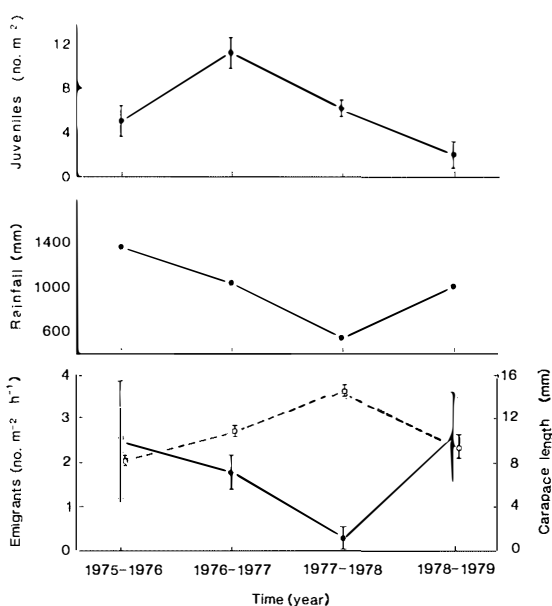 Juveniles (no. m⁻²)
12
8
4
0
Rainfall (mm)
1400
1000
600
Emigrants (no. m⁻² h⁻¹)
4
3
2
1
0
16
12
8
4
0
Carapace length (mm)
1975–1976 1976–1977 1977–1978 1978–1979
Time (year)